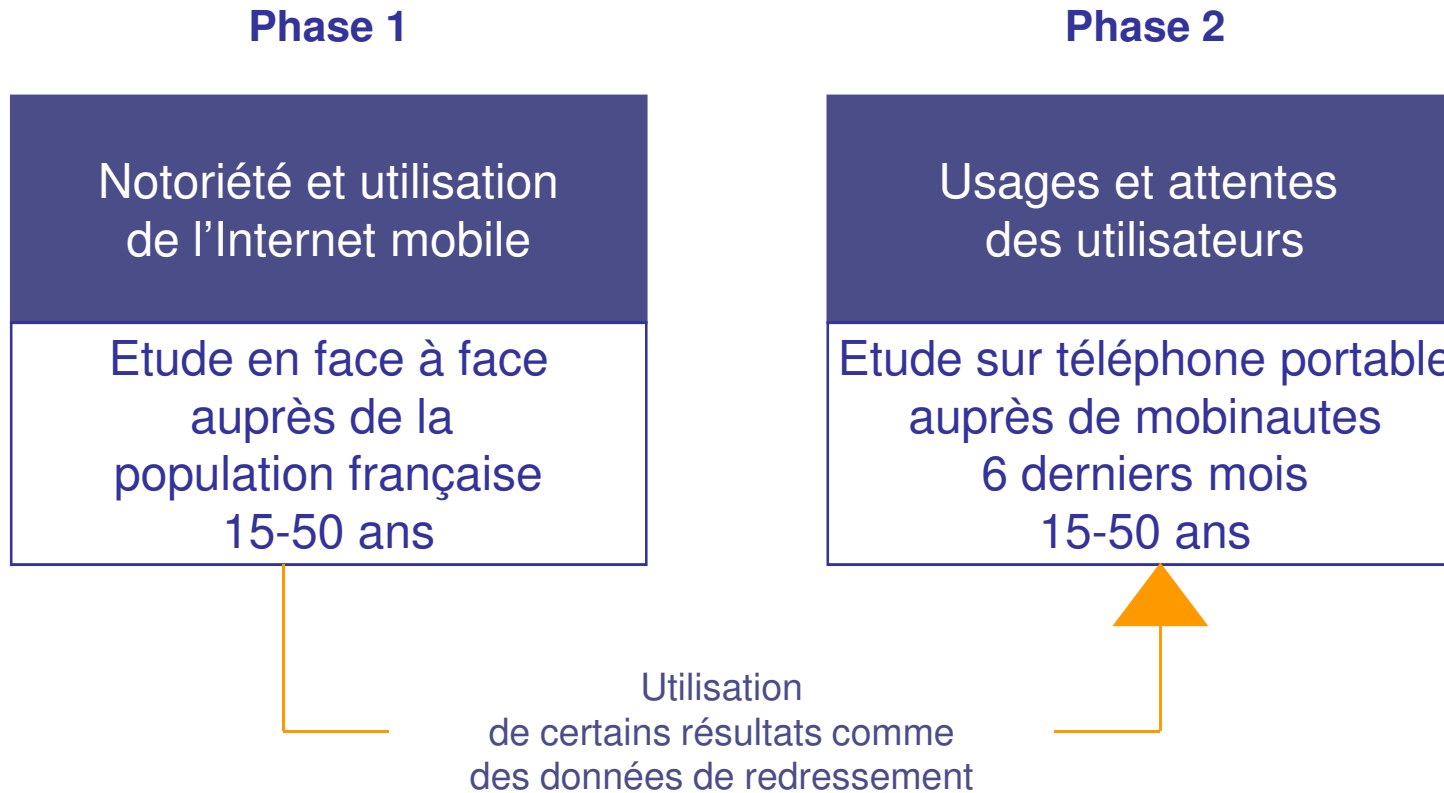 Phase 1
Notoriété et utilisation
de l'Internet mobile
Etude en face à face
auprès de la
population française
15-50 ans
Phase 2
Usages et attentes
des utilisateurs
Etude sur téléphone portable
auprès de mobinautes
6 derniers mois
15-50 ans
Utilisation
de certains résultats comme
des données de redressement